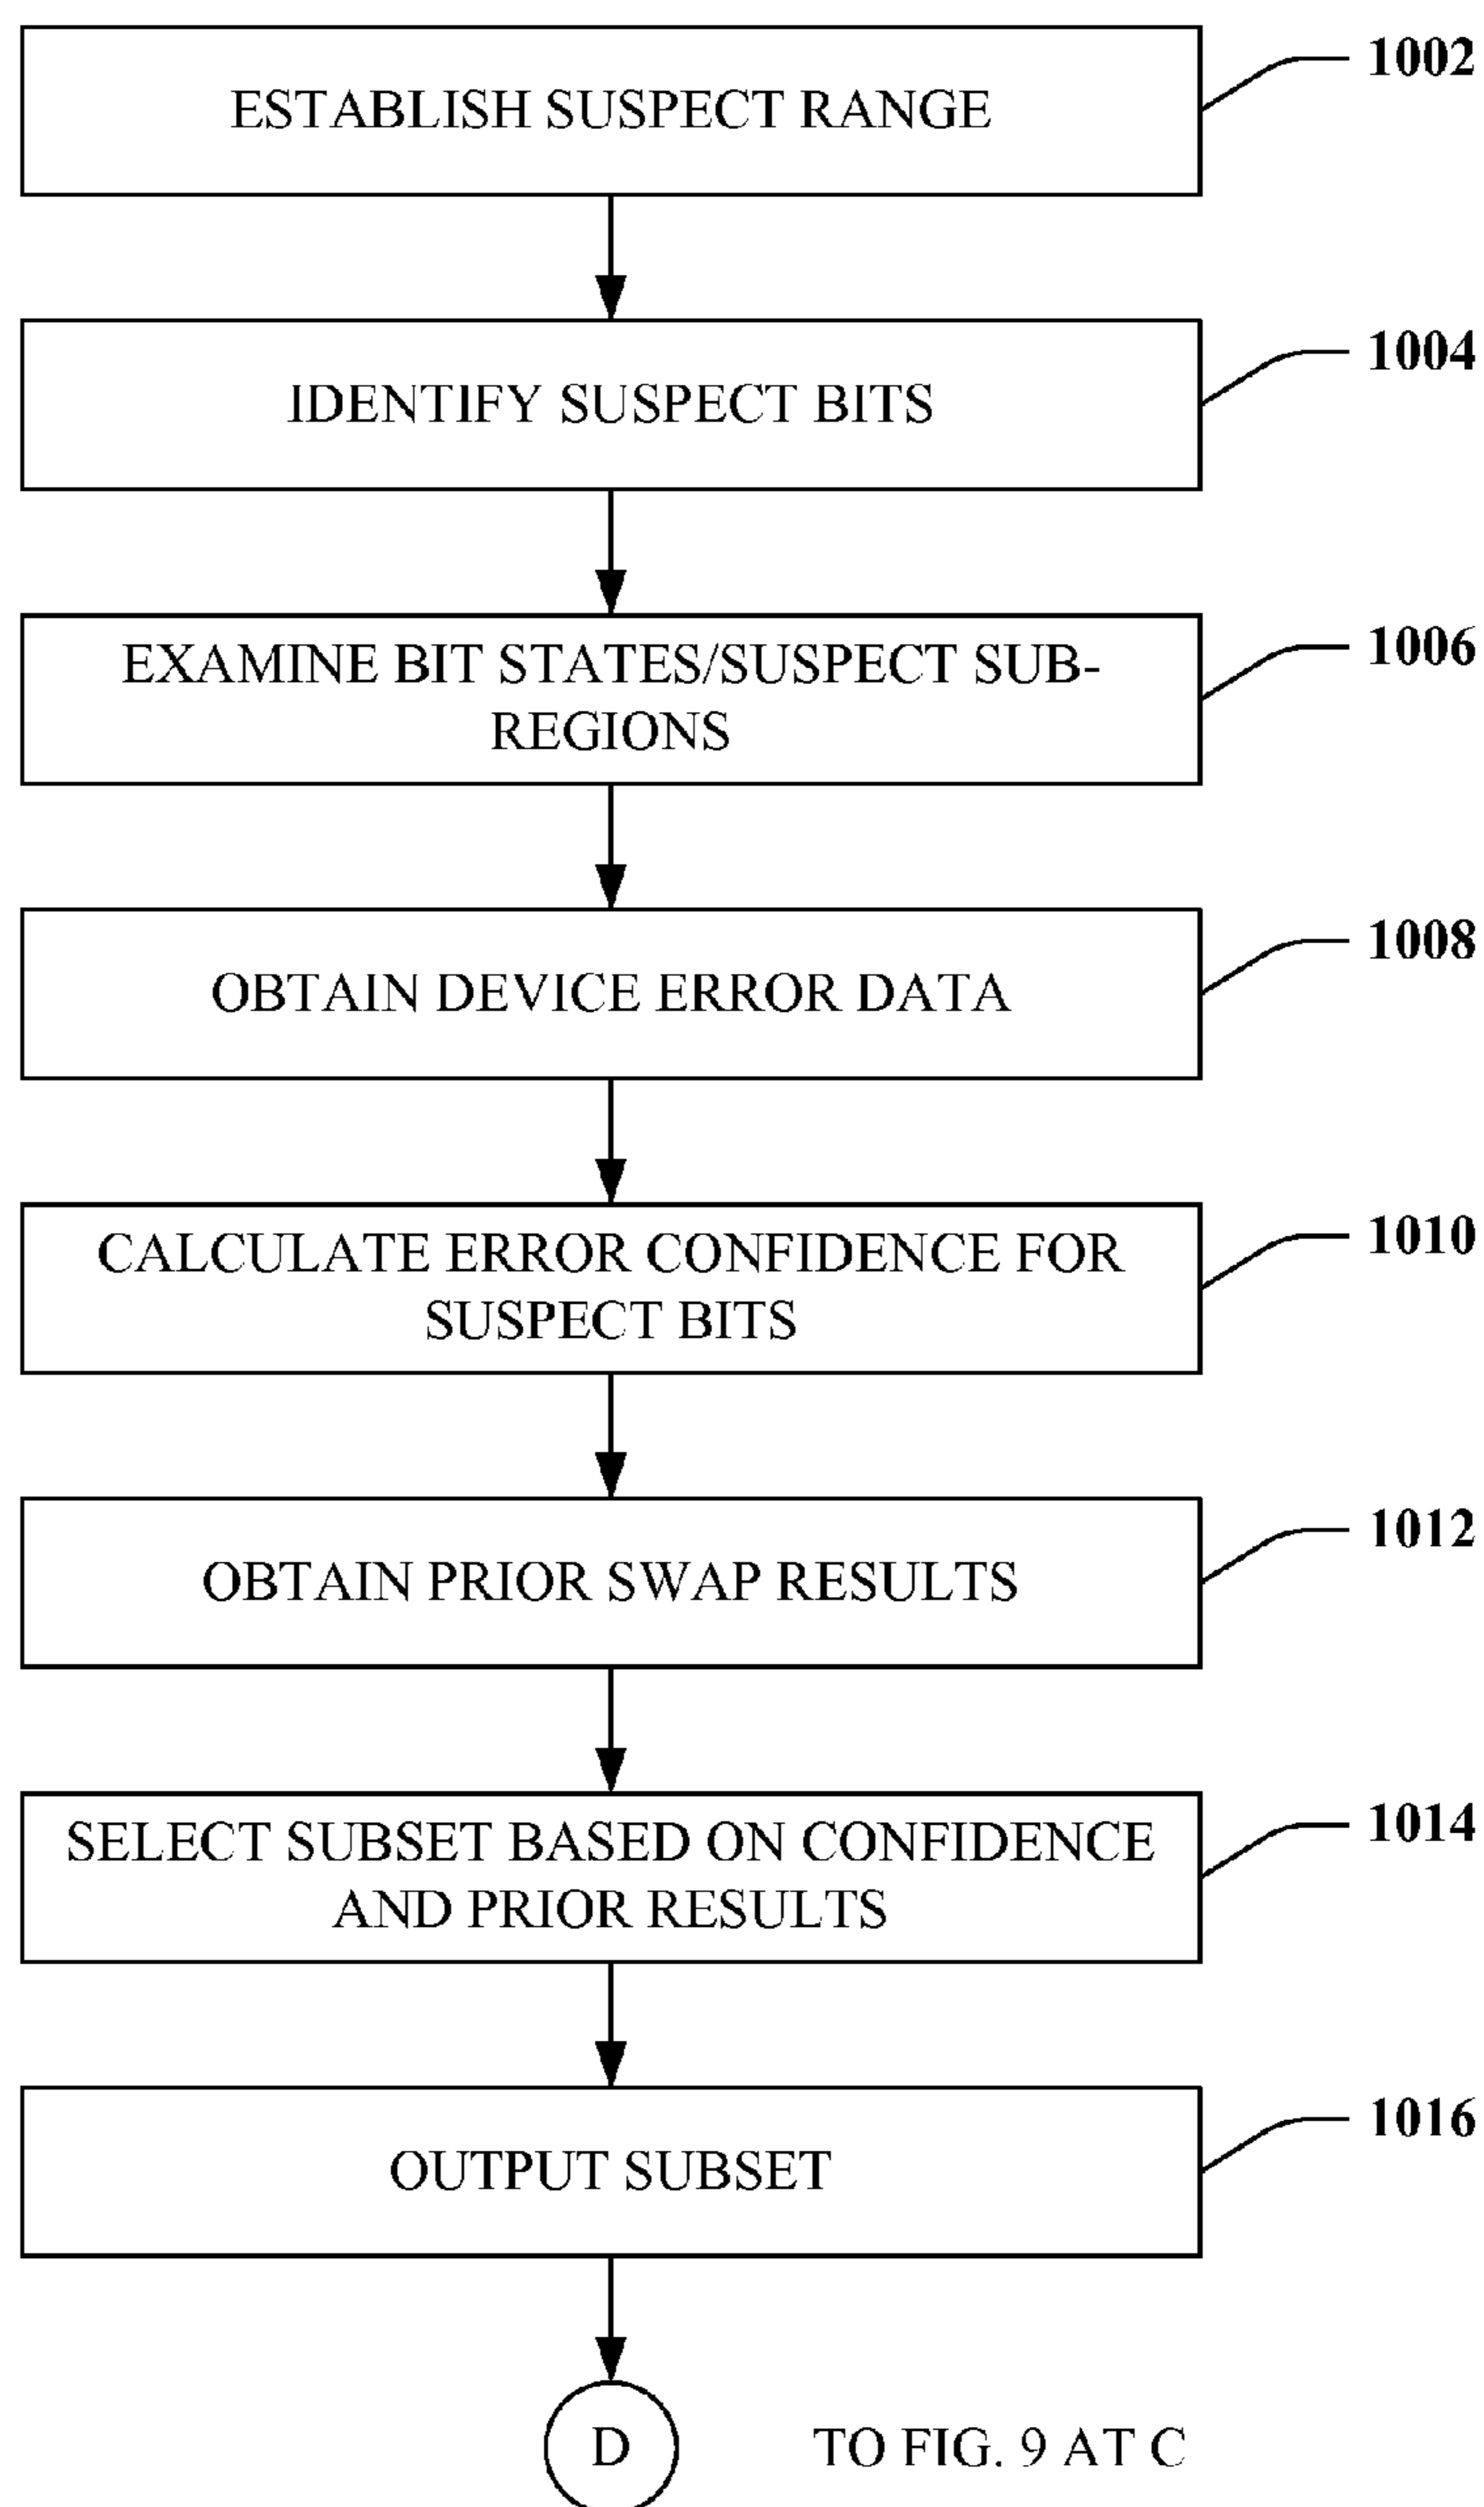 1002
ESTABLISH SUSPECT RANGE
1004
IDENTIFY SUSPECT BITS
1006
EXAMINE BIT STATES/SUSPECT SUB-
REGIONS
1008
OBTAIN DEVICE ERROR DATA
1010
CALCULATE ERROR CONFIDENCE FOR
SUSPECT BITS
1012
OBTAIN PRIOR SWAP RESULTS
1014
SELECT SUBSET BASED ON CONFIDENCE
AND PRIOR RESULTS
1016
OUTPUT SUBSET
D TO FIG. 9 AT C